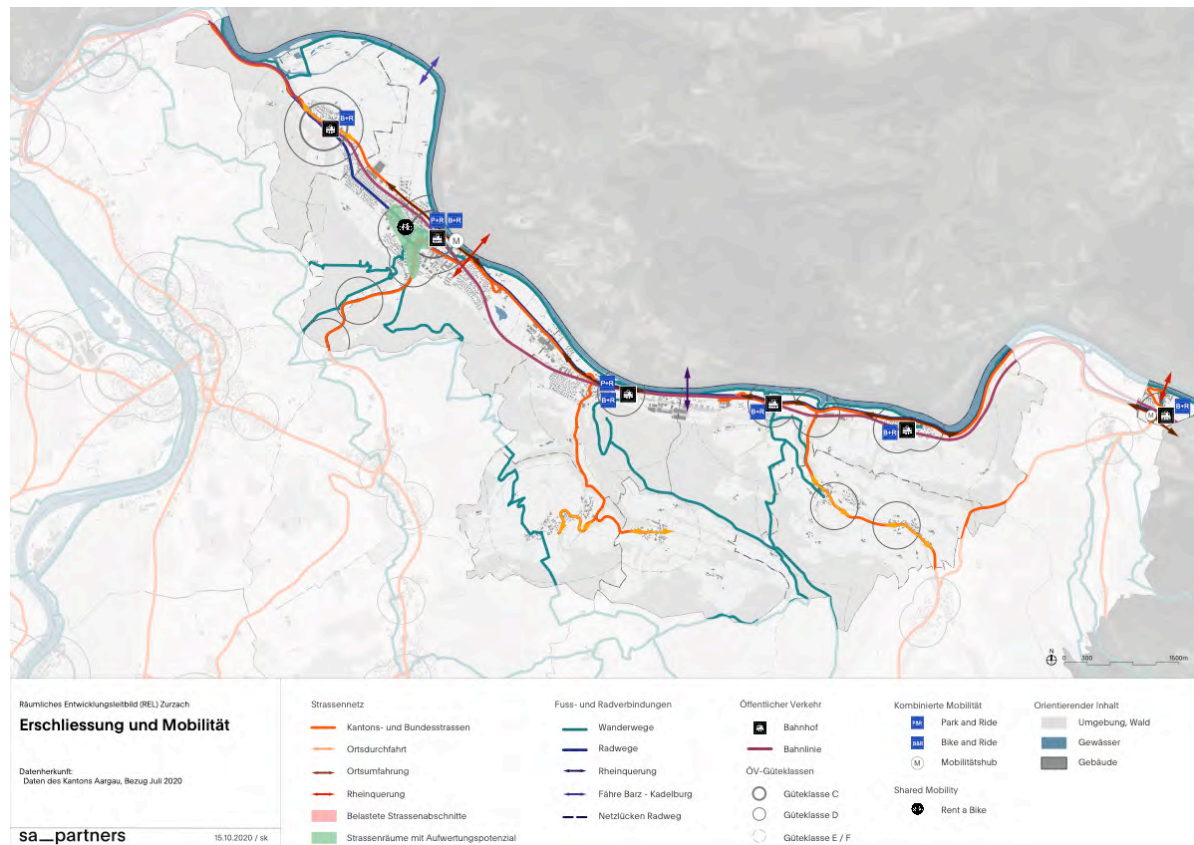 B+R
P+R B+R
M
P+R
B+R
B+R
B+R
B+R
M
N
0 1500m
Räumliches Entwicklungsleitbild (REL) Zurzach
Erschliessung und Mobilität
Datenherkunft:
Daten des Kantons Aargau, Bezug Juli 2020
sa__partners
15.10.2020 / sk
Strassennetz
Kantons- und Bundesstrassen
Ortsdurchfahrt
Ortsumfahrung
Rheinquerung
Belastete Strassenabschnitte
Strassenräume mit Aufwertungspotenzial
Fuss- und Radverbindungen
Wanderwege
Radwege
Rheinquerung
Fähre Barz - Kadelburg
Netzlücken Radweg
Öffentlicher Verkehr
Bahnhof
Bahnlinie
ÖV-Güteklassen
Güteklasse C
Güteklasse D
Güteklasse E / F
Kombinierte Mobilität
Park and Ride
Bike and Ride
M Mobilitätshub
Shared Mobility
Rent a Bike
Orientierender Inhalt
Umgebung, Wald
Gewässer
Gebäude